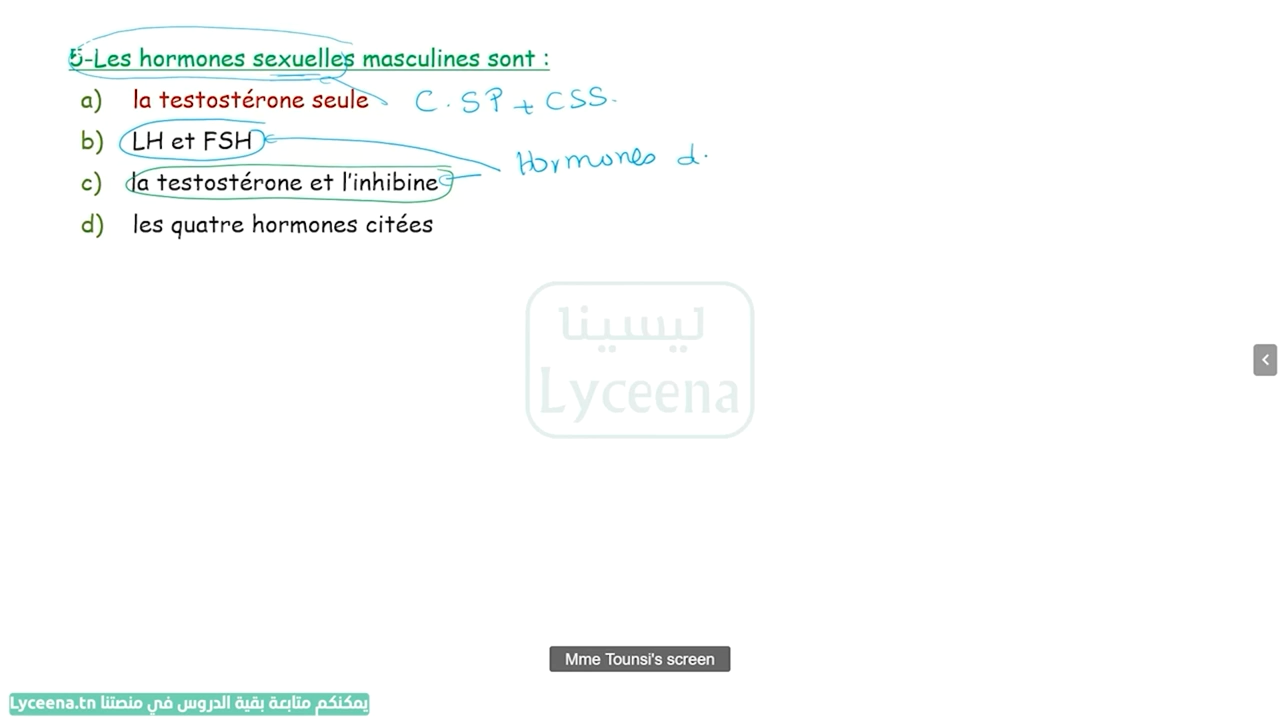 5-Les hormones sexuelles masculines sont :
a) la testostérone seule C.SP + CSS.
b) LH et FSH
Hormones d.
c) la testostérone et l'inhibine
d) les quatre hormones citées
ليسينا
Lyceena
Mme Tounsi's screen
يمكنكم متابعة بقية الدروس في منصتنا Lyceena.tn